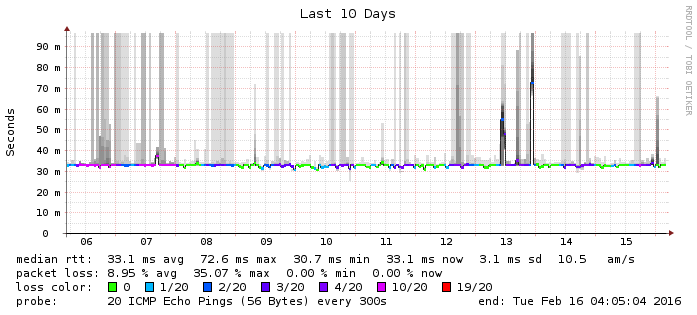 Last 10 Days
RRDTOOL / TOBI OETIKER
Seconds
90 m
80 m
70 m
60 m
50 m
40 m
30 m
20 m
10 m
0
06 07 08 09 10 11 12 13 14 15
median rtt: 33.1 ms avg 72.6 ms max 30.7 ms min 33.1 ms now 3.1 ms sd 10.5 am/s
packet loss: 8.95 % avg 35.07 % max 0.00 % min 0.00 % now
loss color: 0 1/20 2/20 3/20 4/20 10/20 19/20
probe: 20 ICMP Echo Pings (56 Bytes) every 300s end: Tue Feb 16 04:05:04 2016